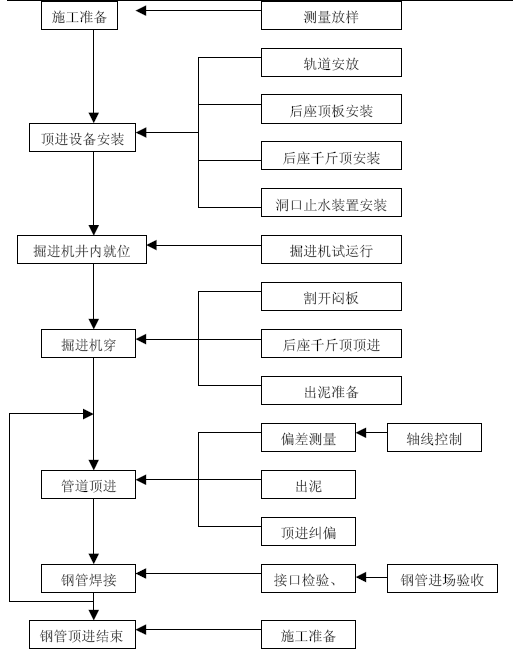 施工准备
测量放样
轨道安放
后座顶板安装
顶进设备安装
后座千斤顶安装
洞口止水装置安装
掘进机井内就位
掘进机试运行
割开闷板
掘进机穿
后座千斤顶顶进
出泥准备
偏差测量
轴线控制
管道顶进
出泥
顶进纠偏
钢管焊接
接口检验、
钢管进场验收
钢管顶进结束
施工准备